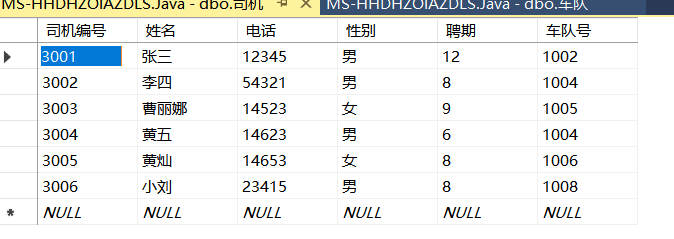 MS-HHDHZOIAZDLS.Java - dbo.司机 MS-HHDHZOIAZDLS.Java - dbo.车队
司机编号 姓名 电话 性别 聘期 车队号
3001 张三 12345 男 12 1002
3002 李四 54321 男 8 1004
3003 曹丽娜 14523 女 9 1005
3004 黄五 14623 男 6 1004
3005 黄灿 14653 女 8 1006
3006 小刘 23415 男 8 1008
NULL NULL NULL NULL NULL NULL